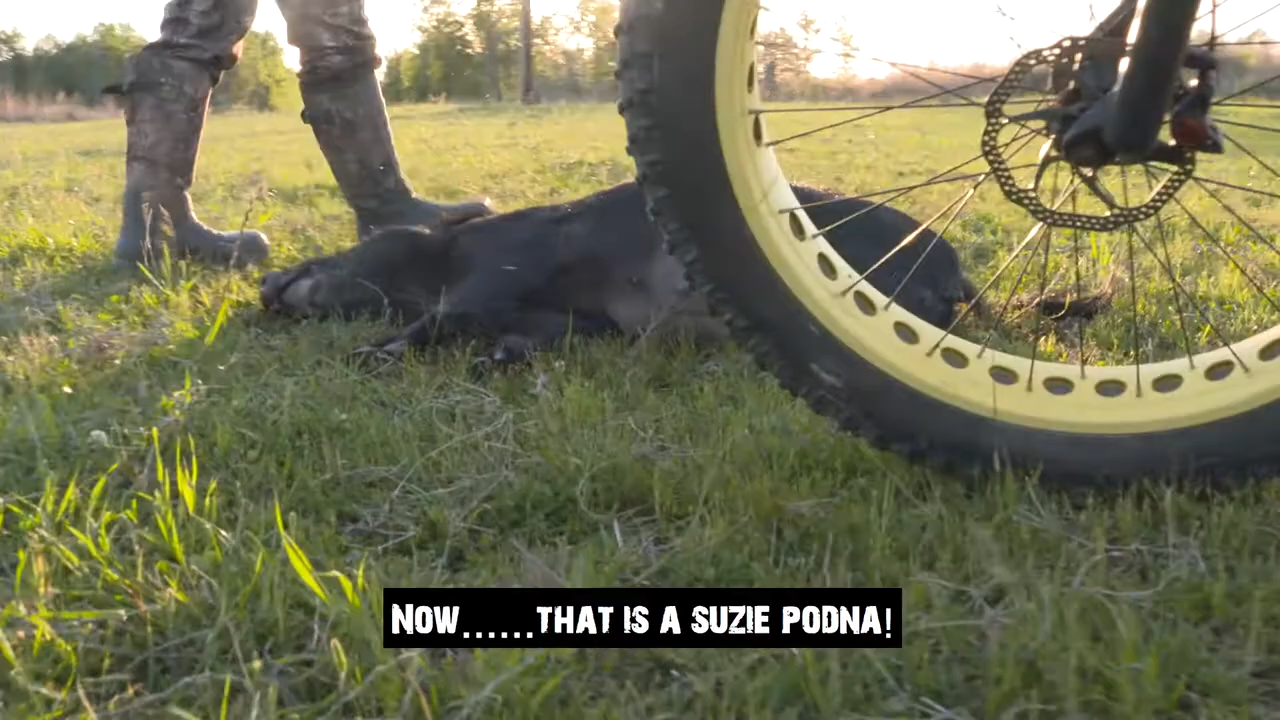 Now......that is a suzie podna!